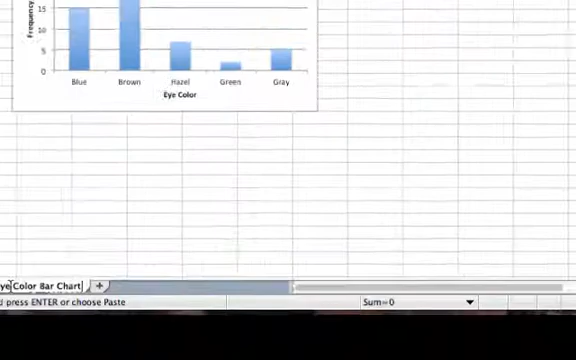 Frequency
15
10
5
0
Blue Brown Hazel Green Gray
Eye Color
ye Color Bar Chart
+
d press ENTER or choose Paste
Sum=0